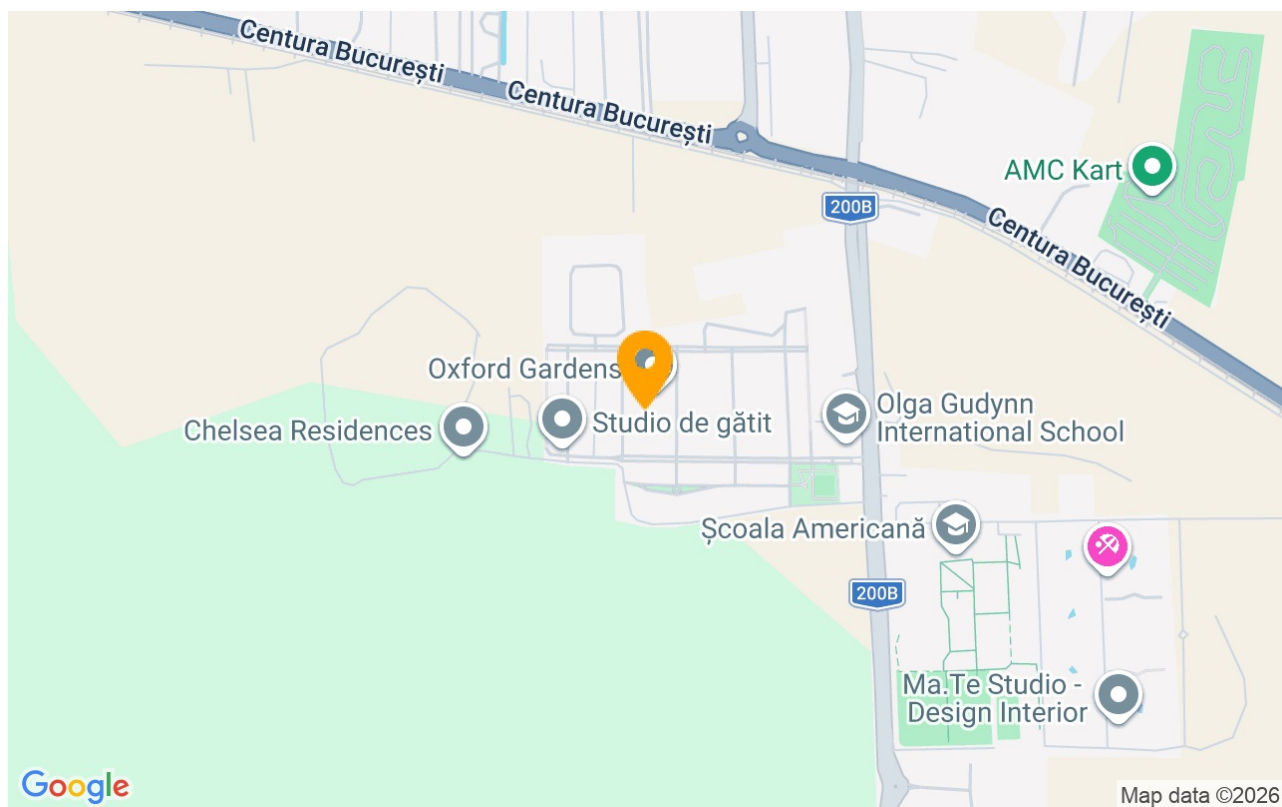 Centura București
Centura București
AMC Kart
200B
Centura București
Oxford Gardens
Studio de gătit
Chelsea Residences
Olga Gudynn
International School
Școala Americană
200B
Ma.Te Studio -
Design Interior
Google
Map data ©2026